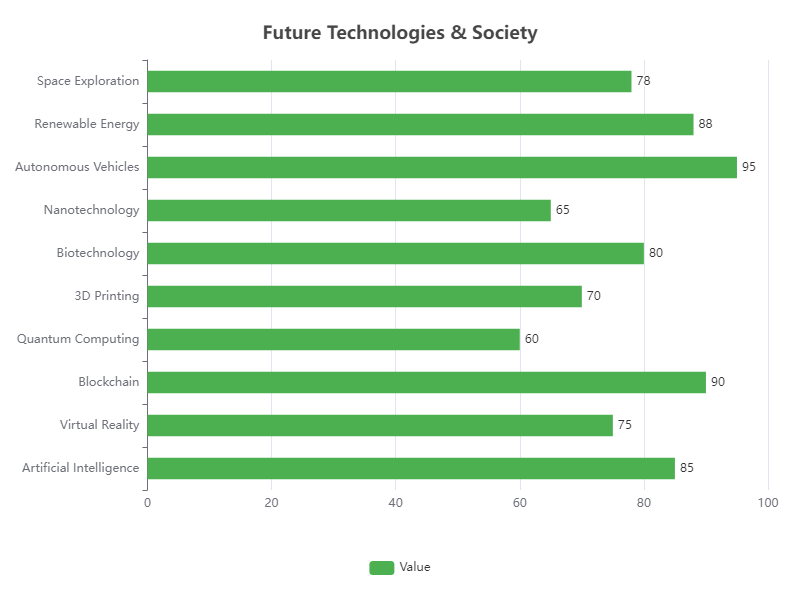 Future Technologies & Society
Space Exploration 78
Renewable Energy 88
Autonomous Vehicles 95
Nanotechnology 65
Biotechnology 80
3D Printing 70
Quantum Computing 60
Blockchain 90
Virtual Reality 75
Artificial Intelligence 85
0 20 40 60 80 100
Value